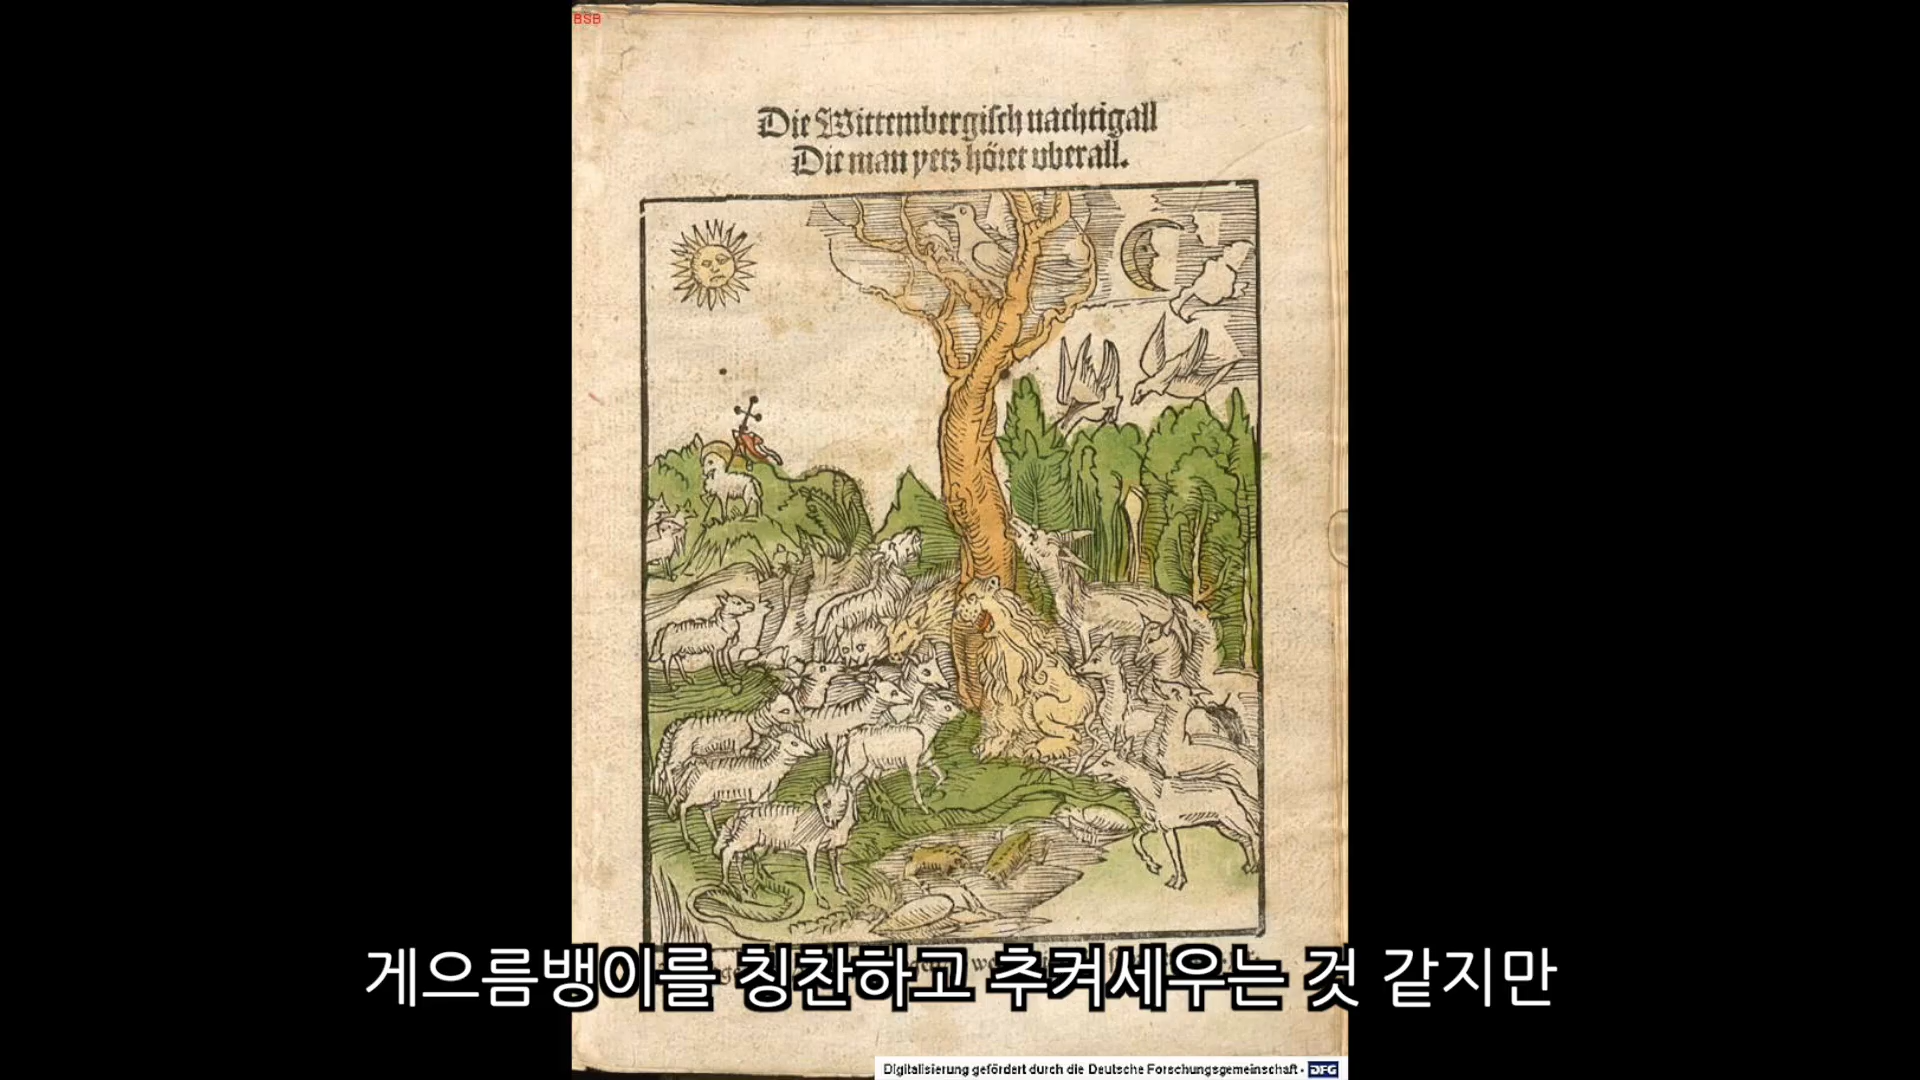 BSB
Die Wittembergisch nachtigall
Die man yetz höret vberall.
게으름뱅이를 칭찬하고 추켜세우는 것 같지만
Digitalisierung gefördert durch die Deutsche Forschungsgemeinschaft - DFG